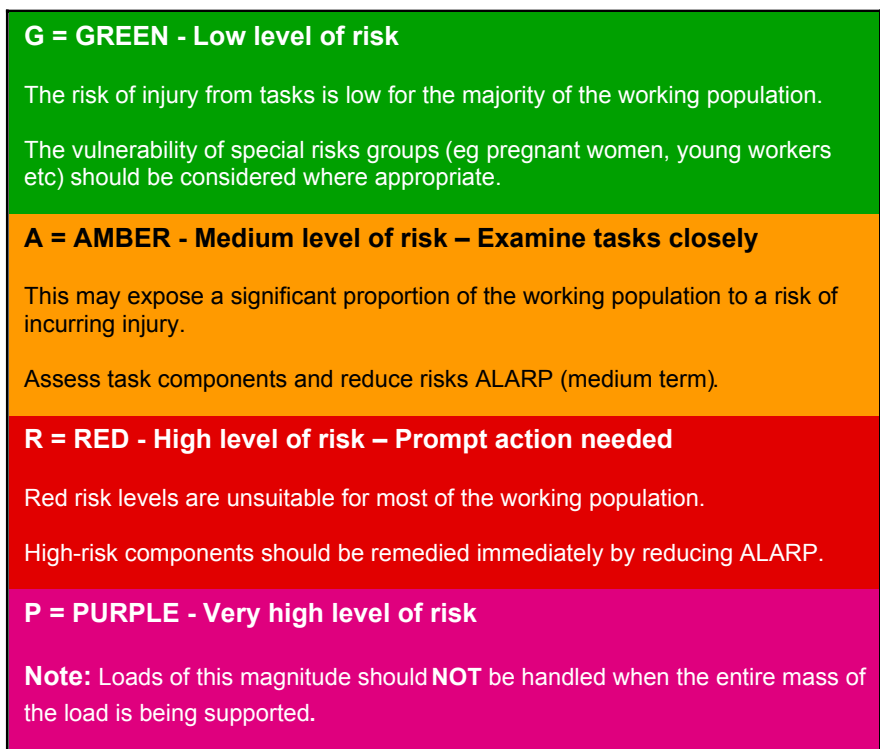 G = GREEN - Low level of risk
The risk of injury from tasks is low for the majority of the working population.
The vulnerability of special risks groups (eg pregnant women, young workers
etc) should be considered where appropriate.
A = AMBER - Medium level of risk – Examine tasks closely
This may expose a significant proportion of the working population to a risk of
incurring injury.
Assess task components and reduce risks ALARP (medium term).
R = RED - High level of risk – Prompt action needed
Red risk levels are unsuitable for most of the working population.
High-risk components should be remedied immediately by reducing ALARP.
P = PURPLE - Very high level of risk
Note: Loads of this magnitude should NOT be handled when the entire mass of
the load is being supported.